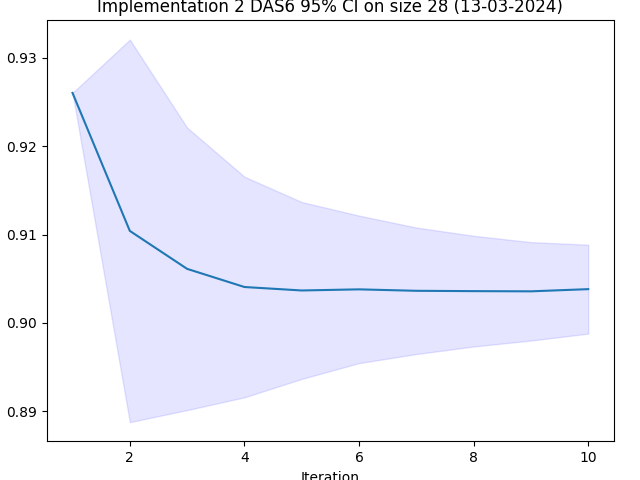 Implementation 2 DAS6 95% CI on size 28 (13-03-2024)
0.93
0.92
0.91
0.90
0.89
2 4 6 8 10
Iteration